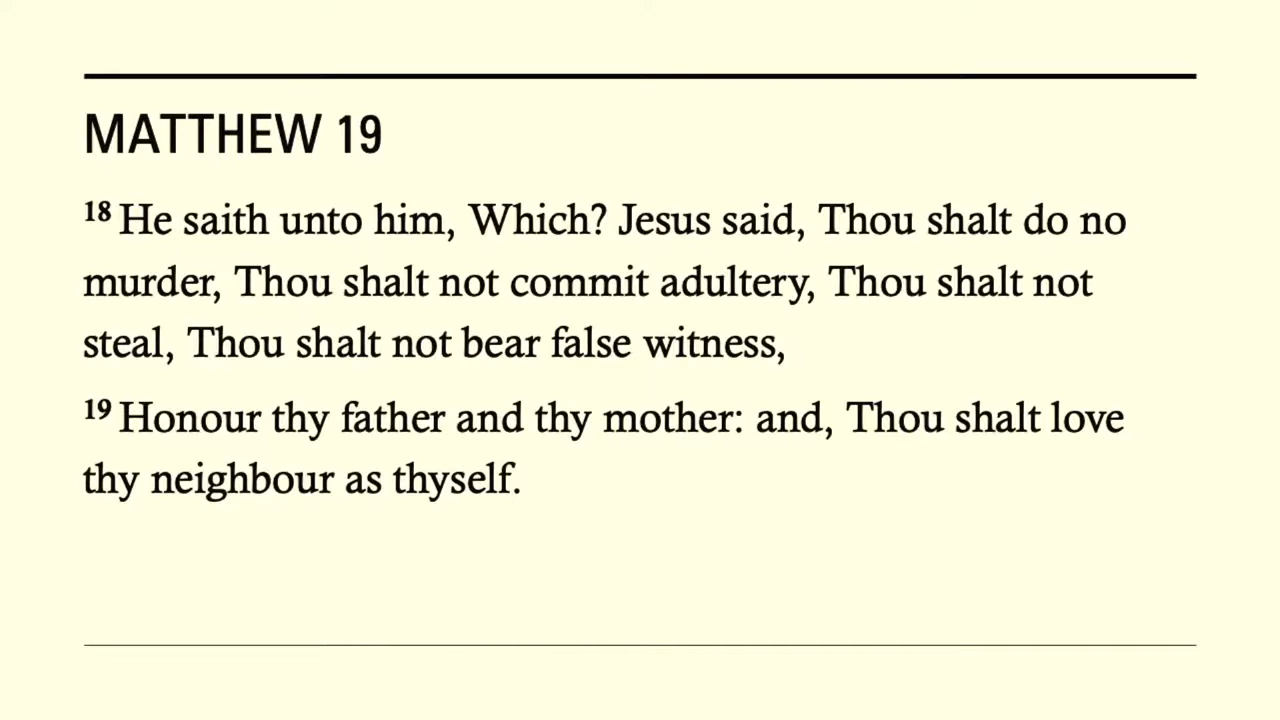 MATTHEW 19
18 He saith unto him, Which? Jesus said, Thou shalt do no
murder, Thou shalt not commit adultery, Thou shalt not
steal, Thou shalt not bear false witness,
19 Honour thy father and thy mother: and, Thou shalt love
thy neighbour as thyself.